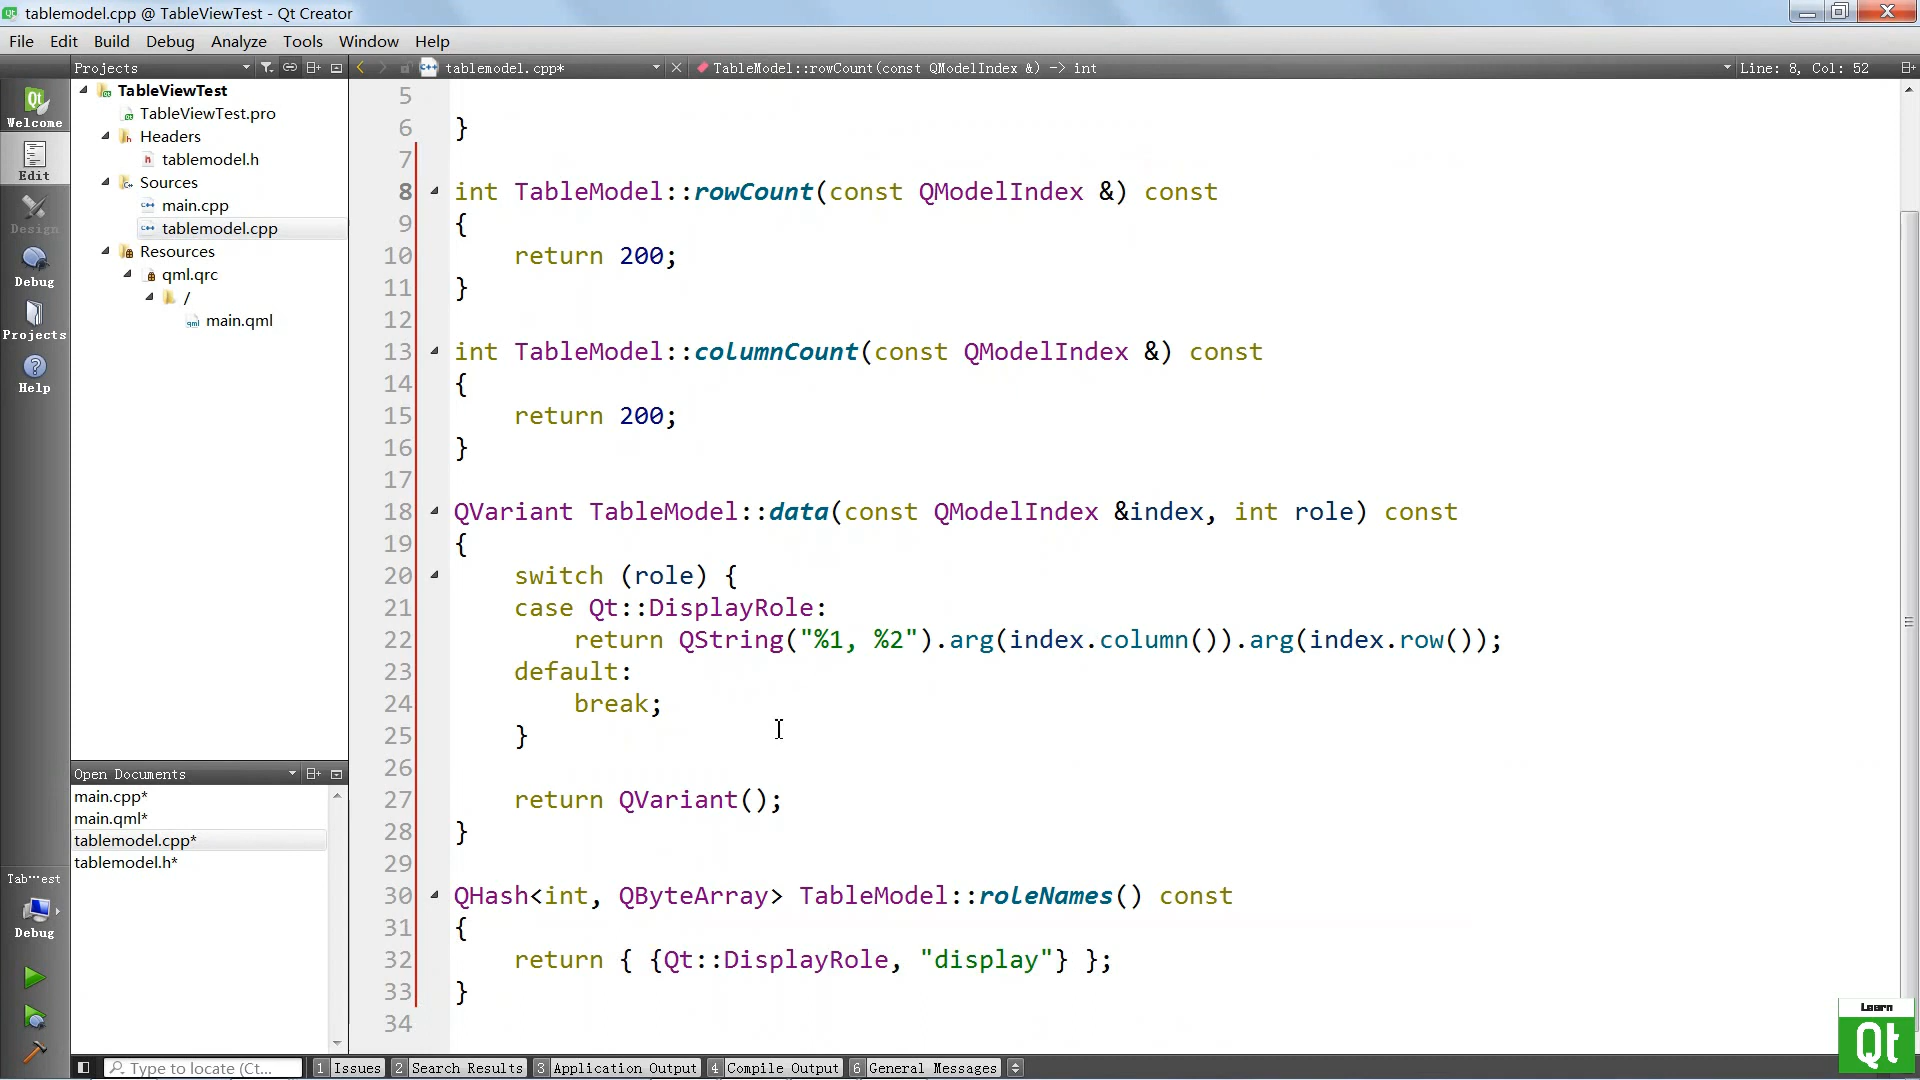 tablemodel.cpp @ TableViewTest - Qt Creator
File Edit Build Debug Analyze Tools Window Help
Projects tablemodel.cpp* TableModel::rowCount(const QModelIndex &) -> int Line: 8, Col: 52
Welcome
Edit
Design
Debug
Projects
Help
TableViewTest
TableViewTest.pro
Headers
tablemodel.h
Sources
main.cpp
tablemodel.cpp
Resources
qml.qrc
/
main.qml
Open Documents
main.cpp*
main.qml*
tablemodel.cpp*
tablemodel.h*
Tab···est
Debug
5
6 }
7
8 int TableModel::rowCount(const QModelIndex &) const
9 {
10 return 200;
11 }
12
13 int TableModel::columnCount(const QModelIndex &) const
14 {
15 return 200;
16 }
17
18 QVariant TableModel::data(const QModelIndex &index, int role) const
19 {
20 switch (role) {
21 case Qt::DisplayRole:
22 return QString("%1, %2").arg(index.column()).arg(index.row());
23 default:
24 break;
25 }
26
27 return QVariant();
28 }
29
30 QHash<int, QByteArray> TableModel::roleNames() const
31 {
32 return { {Qt::DisplayRole, "display"} };
33 }
34
Learn
Qt
Type to locate (Ct... 1 Issues 2 Search Results 3 Application Output 4 Compile Output 6 General Messages